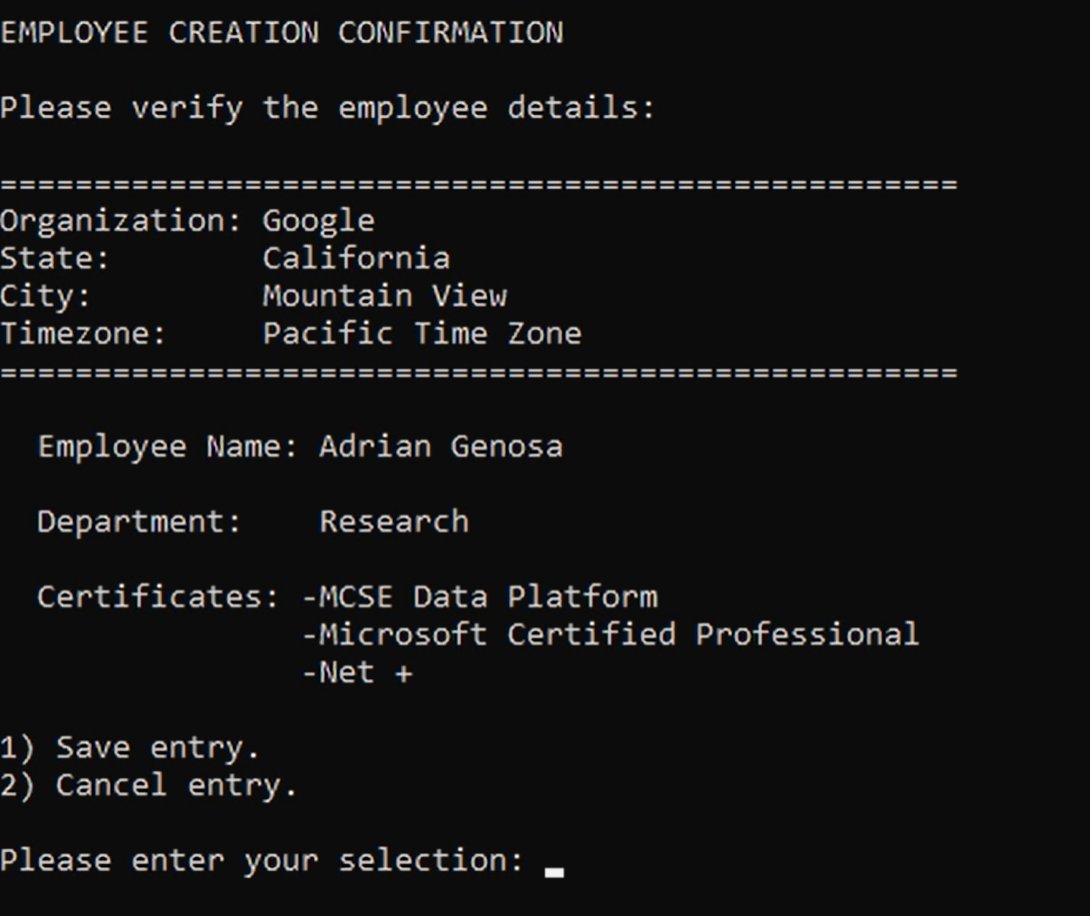 EMPLOYEE CREATION CONFIRMATION
Please verify the employee details:
===================================================
Organization: Google
State: California
City: Mountain View
Timezone: Pacific Time Zone
===================================================
Employee Name: Adrian Genosa
Department: Research
Certificates: -MCSE Data Platform
-Microsoft Certified Professional
-Net +
1) Save entry.
2) Cancel entry.
Please enter your selection: